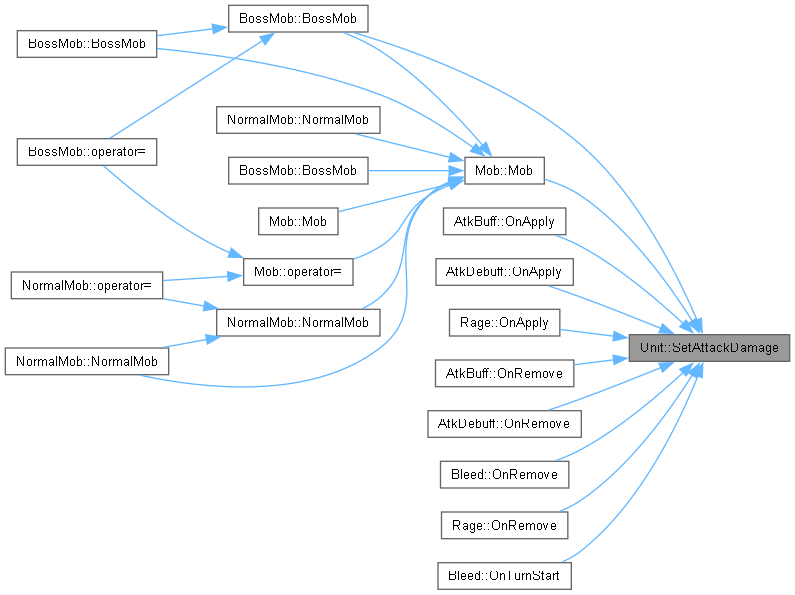 BossMob::BossMob
BossMob::BossMob
BossMob::operator=
NormalMob::NormalMob
BossMob::BossMob
Mob::Mob
Mob::operator=
NormalMob::operator=
NormalMob::NormalMob
NormalMob::NormalMob
Mob::Mob
AtkBuff::OnApply
AtkDebuff::OnApply
Rage::OnApply
AtkBuff::OnRemove
AtkDebuff::OnRemove
Bleed::OnRemove
Rage::OnRemove
Bleed::OnTurnStart
Unit::SetAttackDamage